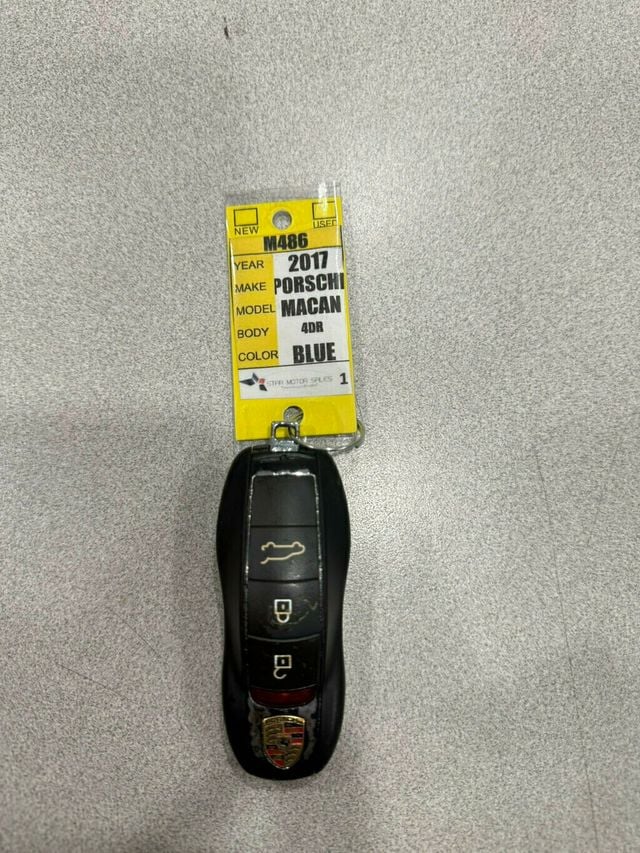 NEW USED
M486
YEAR 2017
MAKE PORSCHE
MODEL MACAN
BODY 4DR
COLOR BLUE
STAR MOTOR SALES 1